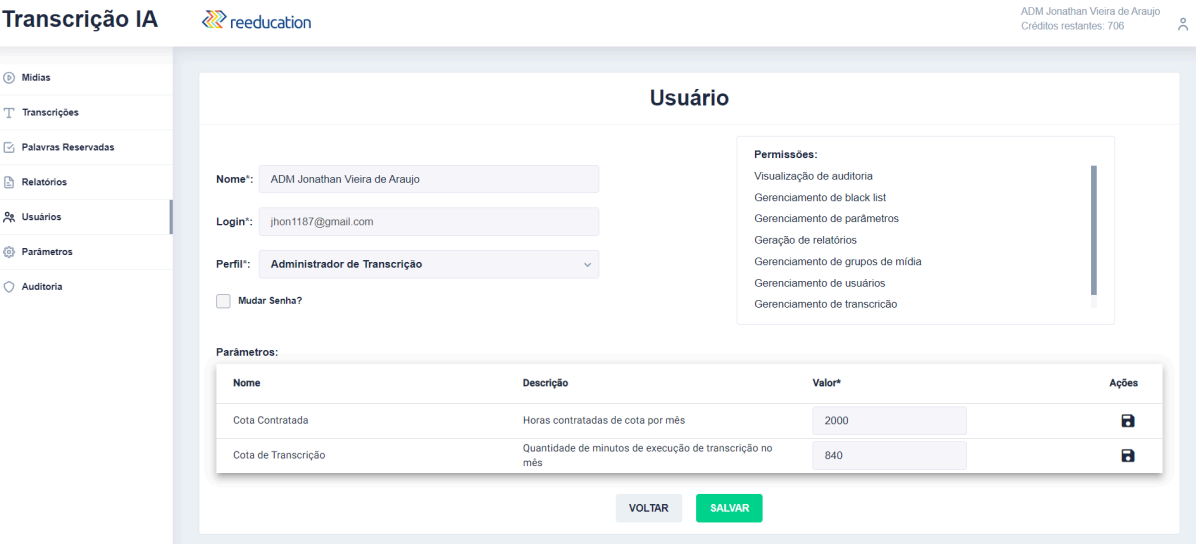 Transcrição IA
reeducation
ADM Jonathan Vieira de Araujo
Créditos restantes: 706
Mídias
Transcrições
Palavras Reservadas
Relatórios
Usuários
Parâmetros
Auditoria
Usuário
Nome*: ADM Jonathan Vieira de Araujo
Login*: jhon1187@gmail.com
Perfil*: Administrador de Transcrição
Mudar Senha?
Permissões:
Visualização de auditoria
Gerenciamento de black list
Gerenciamento de parâmetros
Geração de relatórios
Gerenciamento de grupos de mídia
Gerenciamento de usuários
Gerenciamento de transcrição
Parâmetros:
Nome Descrição Valor* Ações
Cota Contratada Horas contratadas de cota por mês 2000
Cota de Transcrição Quantidade de minutos de execução de transcrição no 840
mês
VOLTAR SALVAR